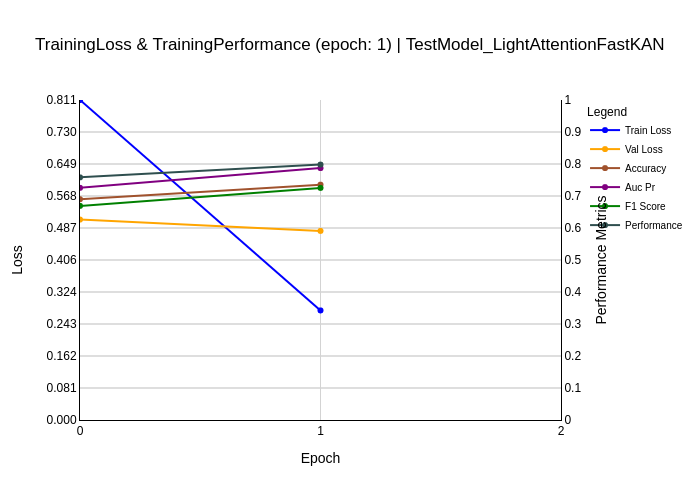 TrainingLoss & TrainingPerformance (epoch: 1) | TestModel_LightAttentionFastKAN
0.811
0.730
0.649
0.568
0.487
0.406
0.324
0.243
0.162
0.081
0.000
Loss
0
1
2
Epoch
1
0.9
0.8
0.7
0.6
0.5
0.4
0.3
0.2
0.1
0
Performance Metrics
Legend
Train Loss
Val Loss
Accuracy
Auc Pr
F1 Score
Performance